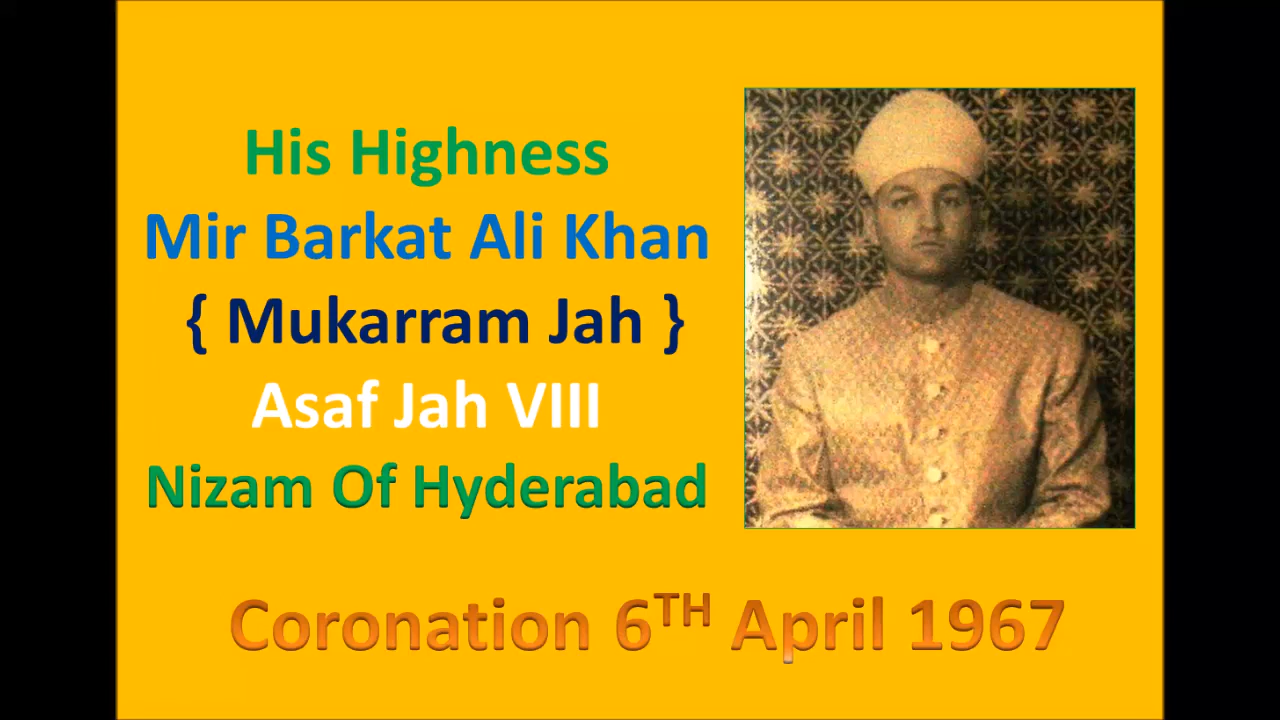 His Highness
Mir Barkat Ali Khan
{ Mukarram Jah }
Asaf Jah VIII
Nizam Of Hyderabad
Coronation 6TH April 1967